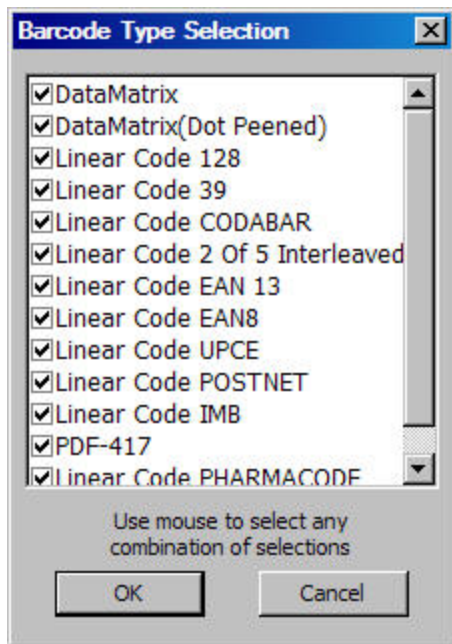 Barcode Type Selection
DataMatrix
DataMatrix(Dot Peened)
Linear Code 128
Linear Code 39
Linear Code CODABAR
Linear Code 2 Of 5 Interleaved
Linear Code EAN 13
Linear Code EAN8
Linear Code UPCE
Linear Code POSTNET
Linear Code IMB
PDF-417
Linear Code PHARMACODE
Use mouse to select any
combination of selections
OK Cancel